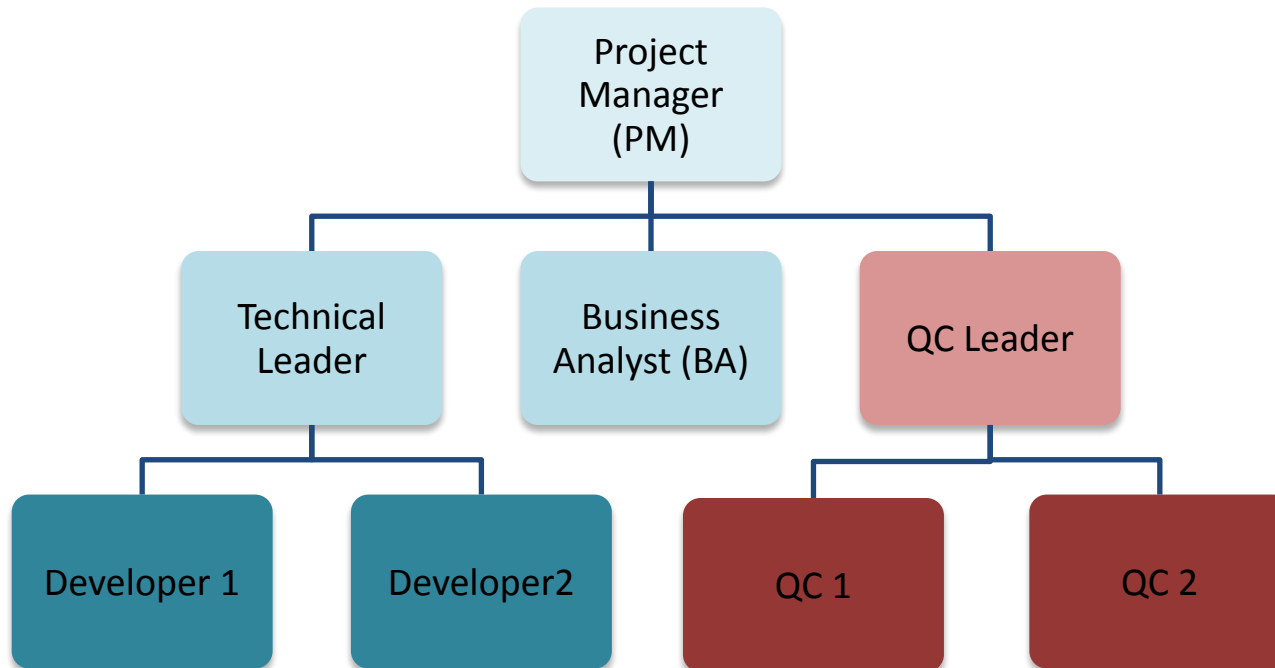 Project
Manager
(PM)
Technical
Leader
Business
Analyst (BA)
QC Leader
Developer 1
Developer2
QC 1
QC 2